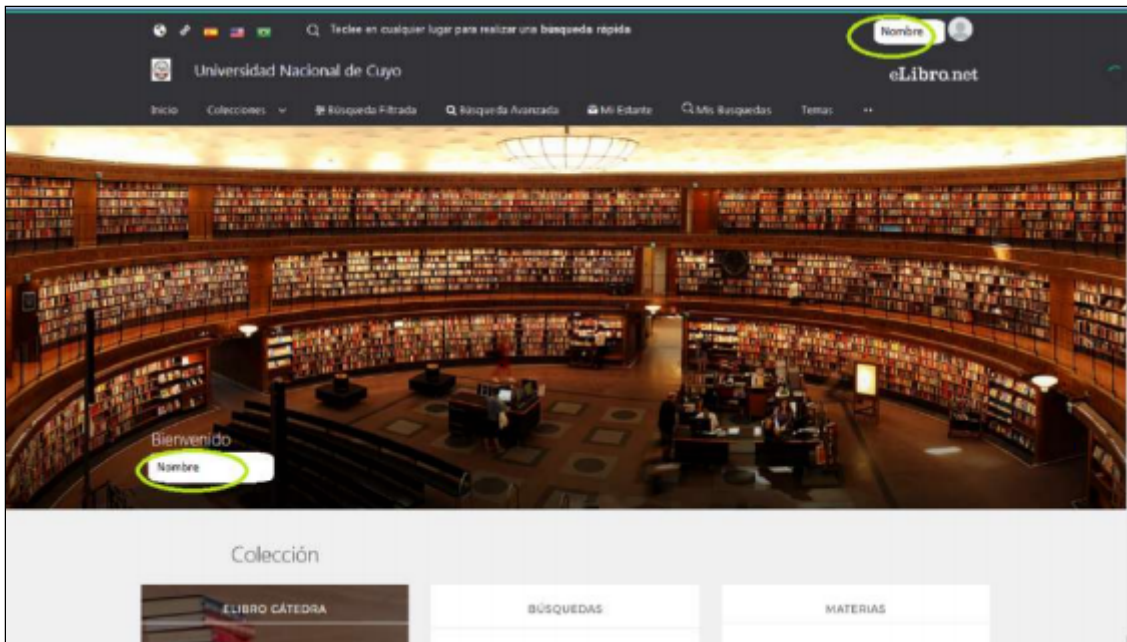 Teclee en cualquier lugar para realizar una búsqueda rápida
Nombre
Universidad Nacional de Cuyo
eLibro.net
Inicio Colecciones Búsqueda Filtrada Búsqueda Avanzada Mi Estante Mis Busquedas Temas ••
Bienvenido
Nombre
Colección
ELIBRO CÁTEDRA BÚSQUEDAS MATERIAS